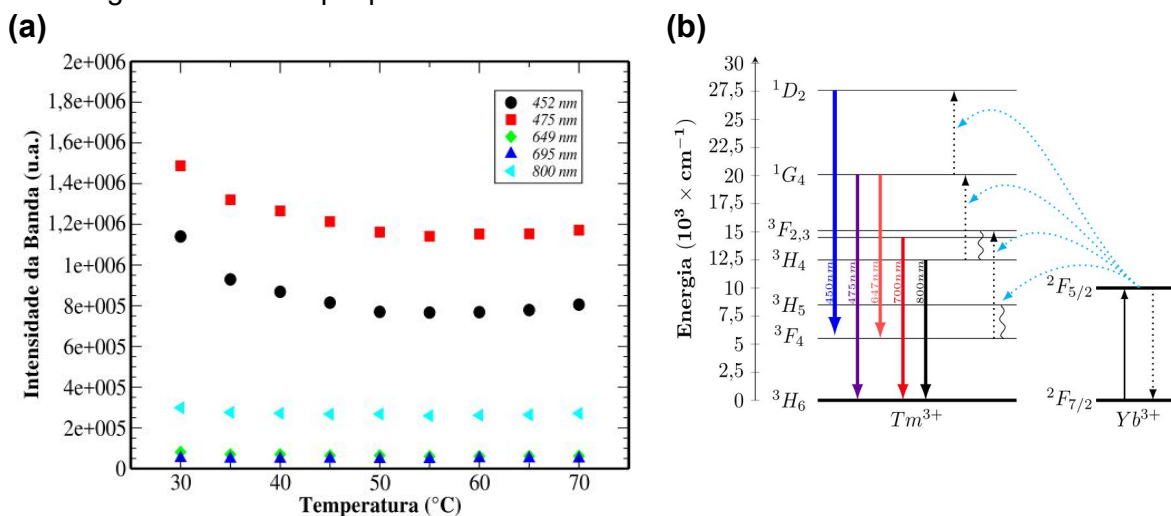 (a)
2e+006
1,8e+006
1,6e+006
1,4e+006
1,2e+006
1e+006
8e+005
6e+005
4e+005
2e+005
0
Intensidade da Banda (u.a.)
452 nm
475 nm
649 nm
695 nm
800 nm
30 40 50 60 70
Temperatura (°C)
(b)
Energia (10³ × cm⁻¹)
30
27,5
25
22,5
20
17,5
15
12,5
10
7,5
5
2,5
0
¹D₂
¹G₄
³F₂,₃
³H₄
³H₅
³F₄
³H₆
450nm 475nm 647nm 700nm 800nm
Tm³⁺
²F₅/₂
²F₇/₂
Yb³⁺